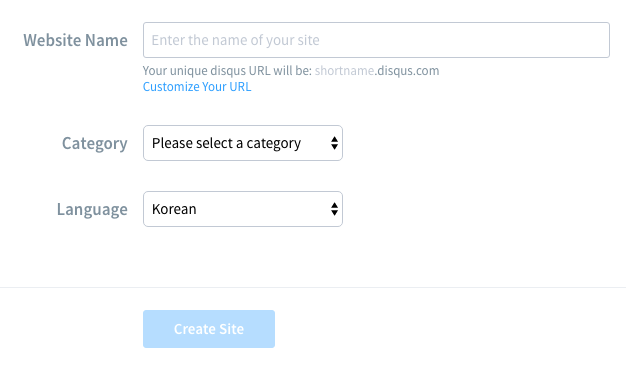 Website Name
Enter the name of your site
Your unique disqus URL will be: shortname.disqus.com
Customize Your URL
Category
Please select a category
Language
Korean
Create Site